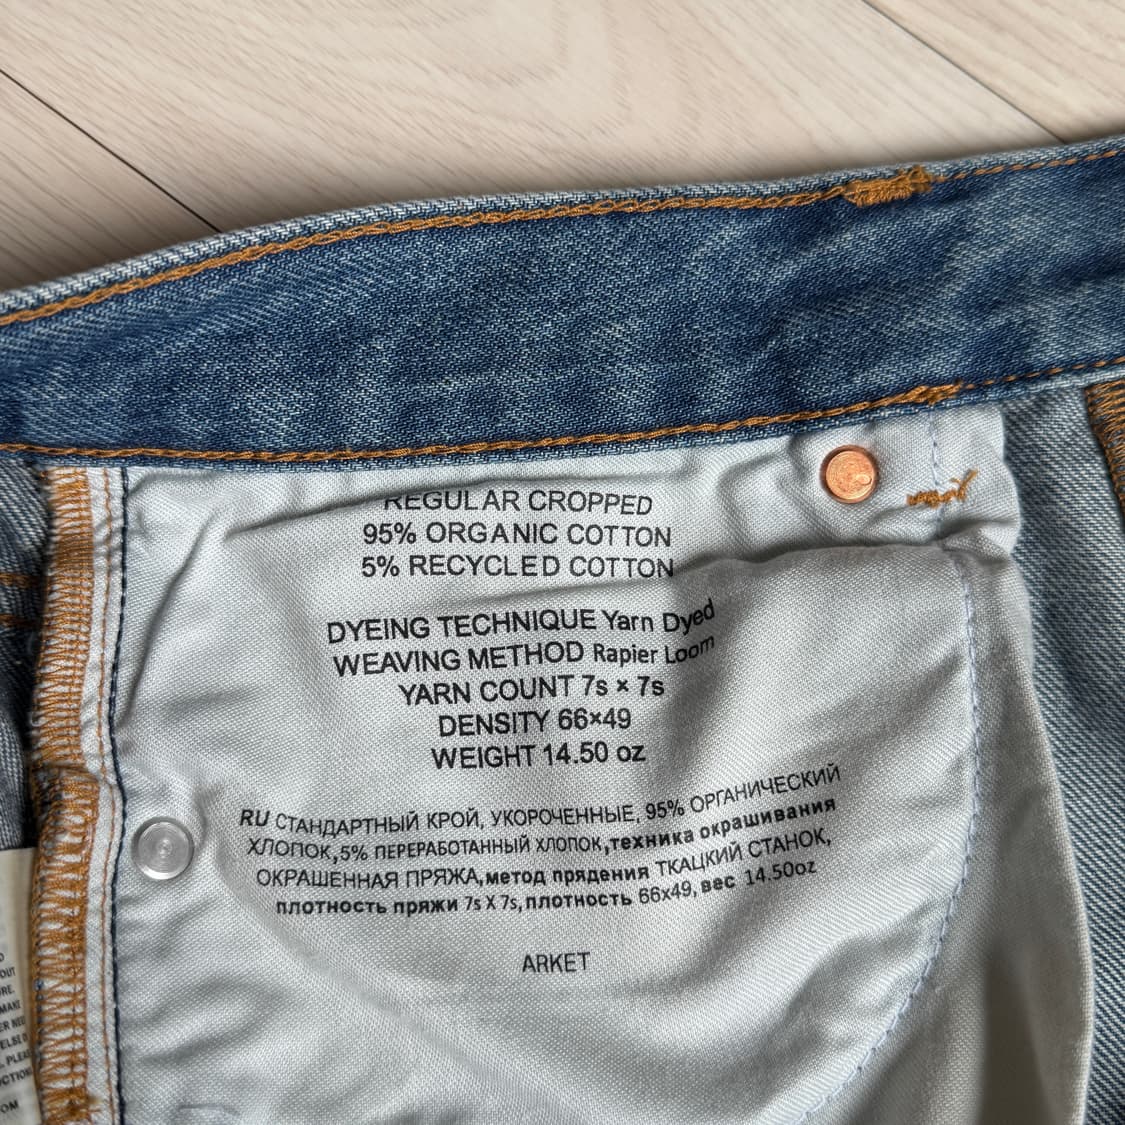 REGULAR CROPPED
95% ORGANIC COTTON
5% RECYCLED COTTON
DYEING TECHNIQUE Yarn Dyed
WEAVING METHOD Rapier Loom
YARN COUNT 7s × 7s
DENSITY 66×49
WEIGHT 14.50 oz
RU СТАНДАРТНЫЙ КРОЙ, УКОРОЧЕННЫЕ, 95% ОРГАНИЧЕСКИЙ
ХЛОПОК,5% ПЕРЕРАБОТАННЫЙ ХЛОПОК,техника окрашивания
ОКРАШЕННАЯ ПРЯЖА,метод прядения ТКАЦКИЙ СТАНОК,
плотность пряжи 7s X 7s,плотность 66x49,вес 14.50oz
ARKET